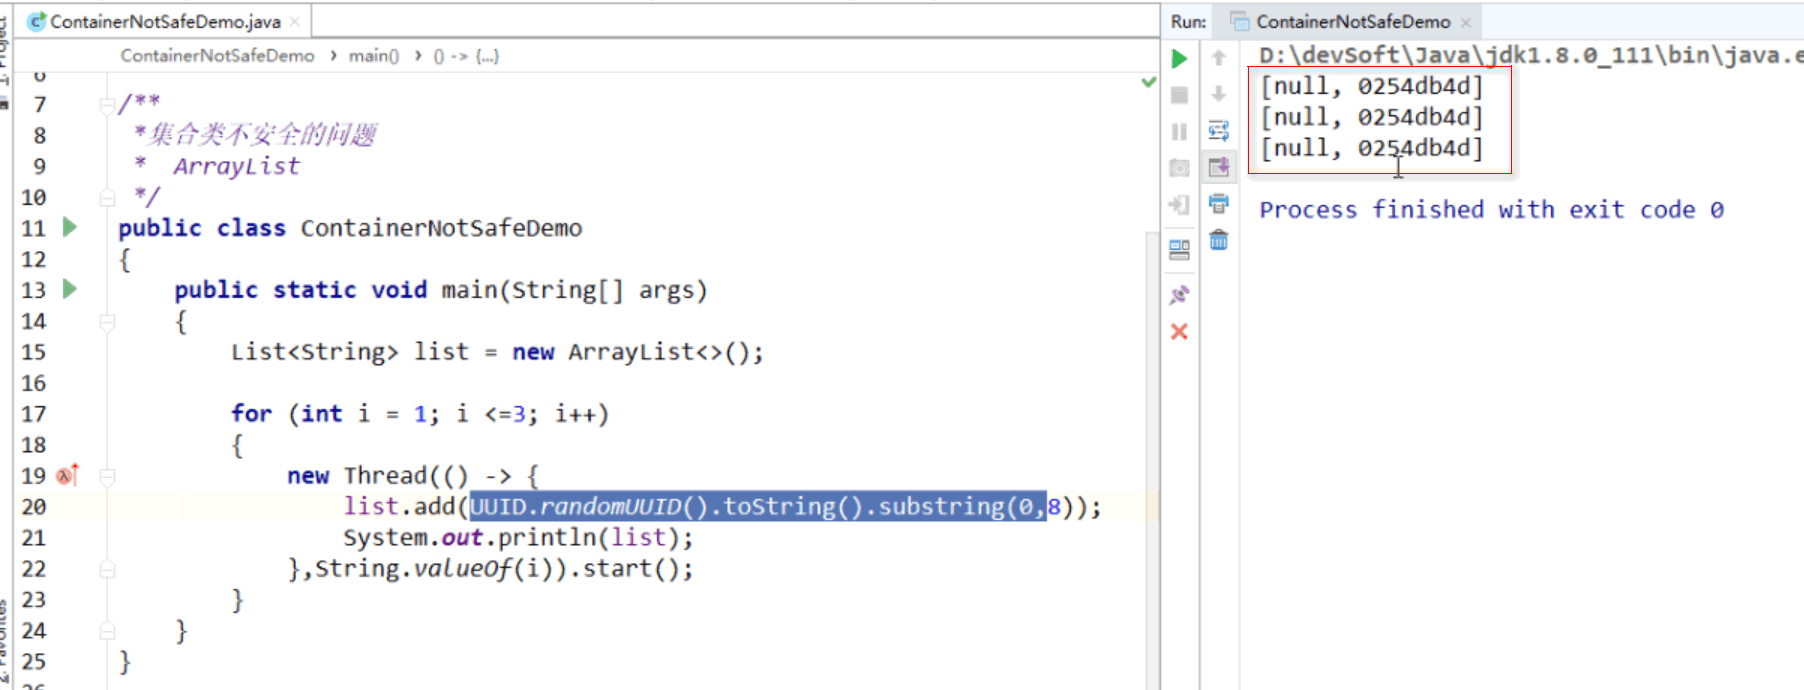 ContainerNotSafeDemo.java
ContainerNotSafeDemo › main() › () -> {...}
6
7 /**
8 *集合类不安全的问题
9 * ArrayList
10 */
11 public class ContainerNotSafeDemo
12 {
13 public static void main(String[] args)
14 {
15 List<String> list = new ArrayList<>();
16
17 for (int i = 1; i <=3; i++)
18 {
19 new Thread(() -> {
20 list.add(UUID.randomUUID().toString().substring(0,8));
21 System.out.println(list);
22 },String.valueOf(i)).start();
23 }
24 }
25 }
26
1: Project
2: Favorites
Run: ContainerNotSafeDemo
D:\devSoft\Java\jdk1.8.0_111\bin\java.e
[null, 0254db4d]
[null, 0254db4d]
[null, 0254db4d]
Process finished with exit code 0